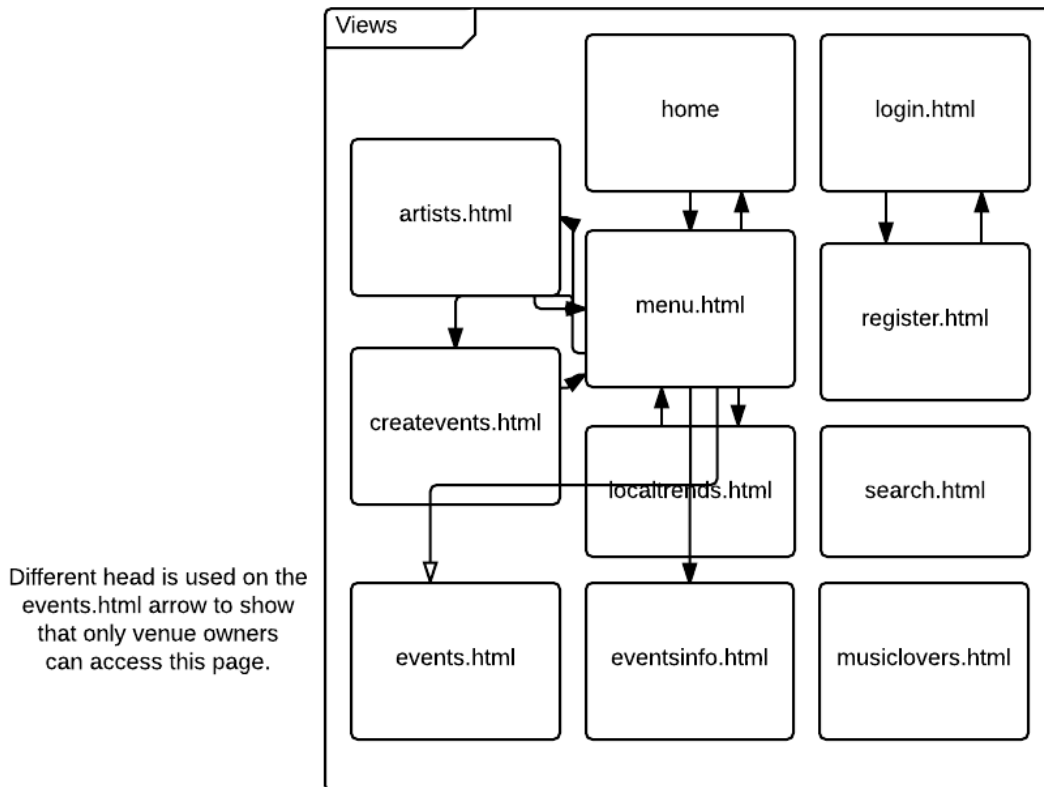 Views
home
login.html
artists.html
menu.html
register.html
createvents.html
localtrends.html
search.html
Different head is used on the
events.html arrow to show
that only venue owners
can access this page.
events.html
eventsinfo.html
musiclovers.html